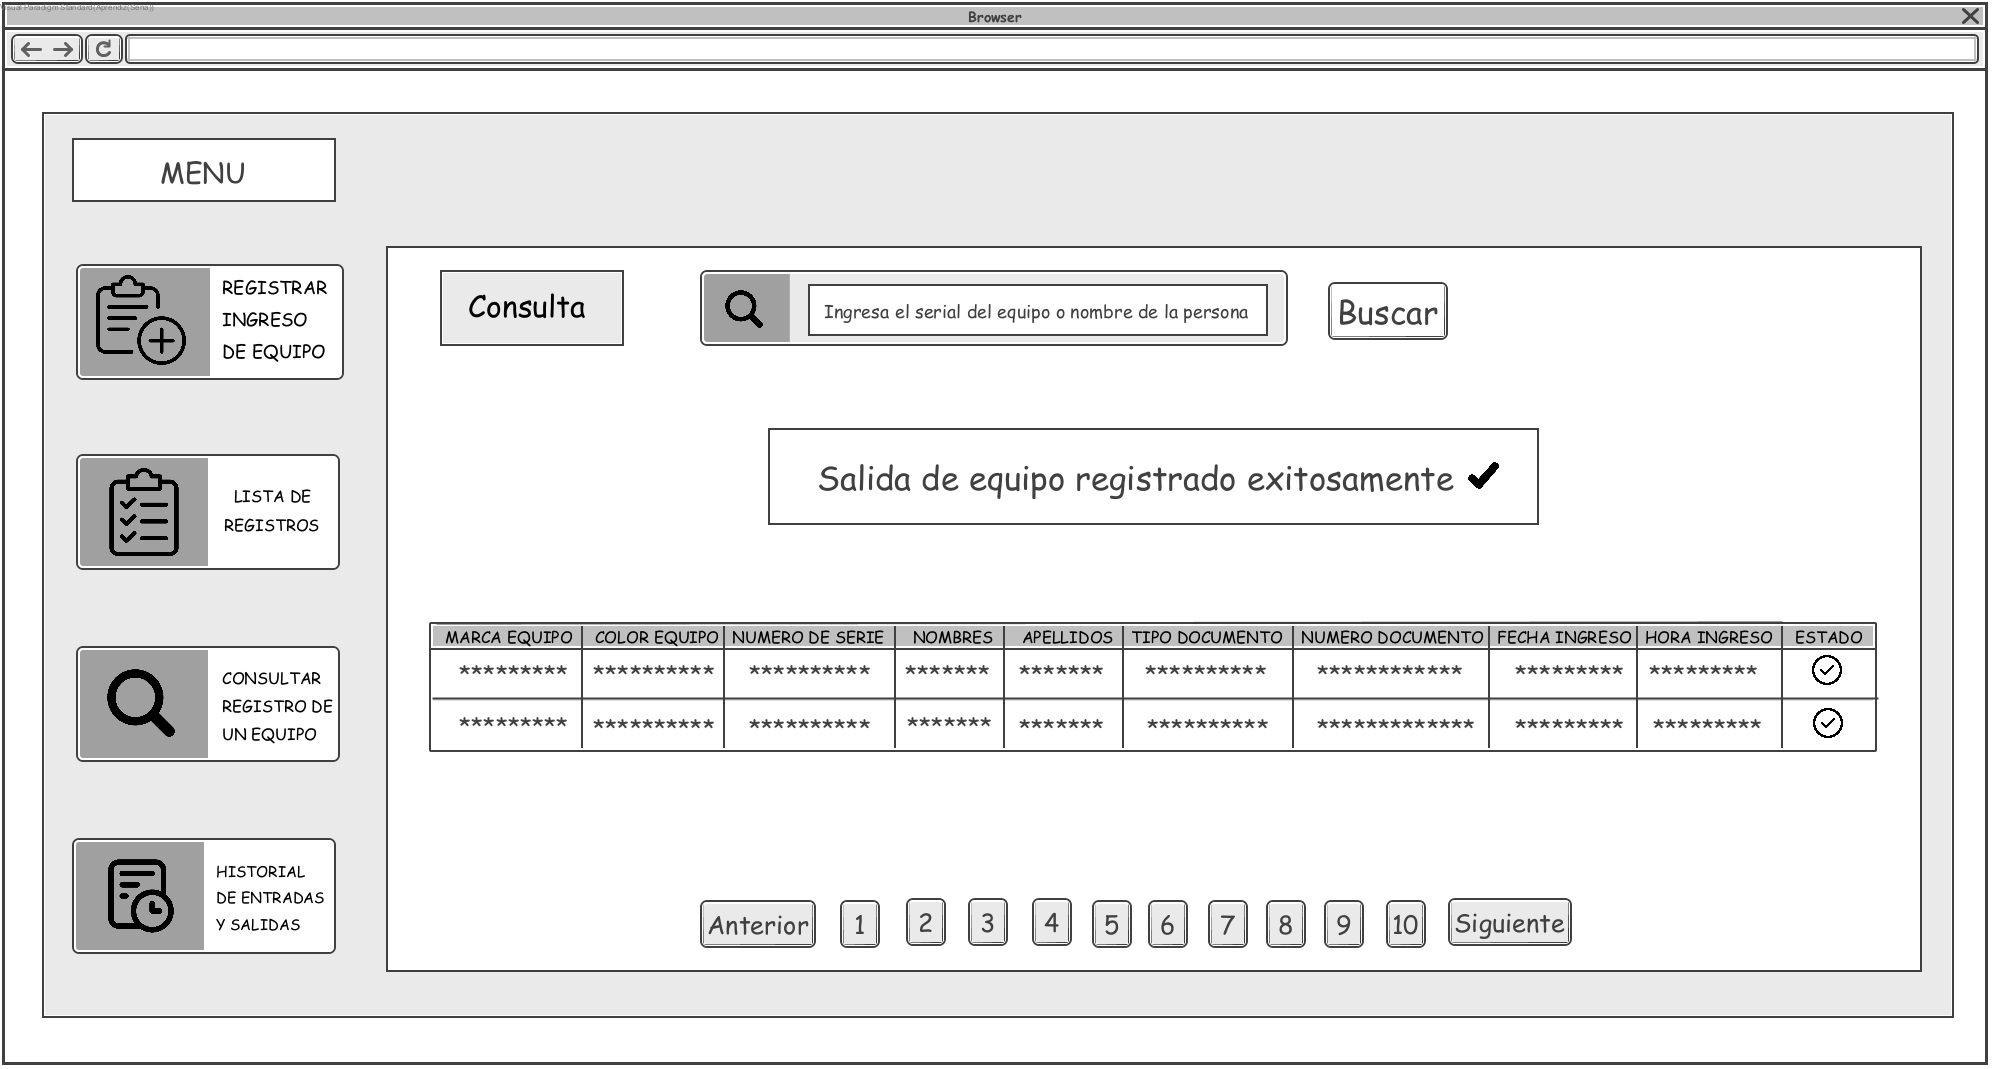 Visual Paradigm Standard(Aprendiz(Sena))
Browser
MENU
REGISTRAR
INGRESO
DE EQUIPO
LISTA DE
REGISTROS
CONSULTAR
REGISTRO DE
UN EQUIPO
HISTORIAL
DE ENTRADAS
Y SALIDAS
Consulta
Ingresa el serial del equipo o nombre de la persona
Buscar
Salida de equipo registrado exitosamente
MARCA EQUIPO COLOR EQUIPO NUMERO DE SERIE NOMBRES APELLIDOS TIPO DOCUMENTO NUMERO DOCUMENTO FECHA INGRESO HORA INGRESO ESTADO
********* ********** ********** ******* ******* ********** ************ ********* *********
********* ********** ********** ******* ******* ********** ************* ********* *********
Anterior 1 2 3 4 5 6 7 8 9 10 Siguiente